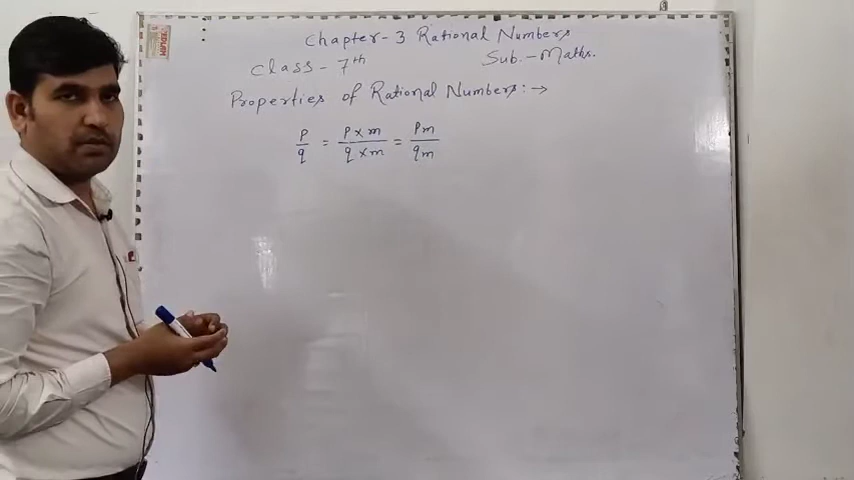 Chapter-3 Rational Numbers
Class-7th Sub.-Maths.
Properties of Rational Numbers:→
p/q = p×m/q×m = pm/qm